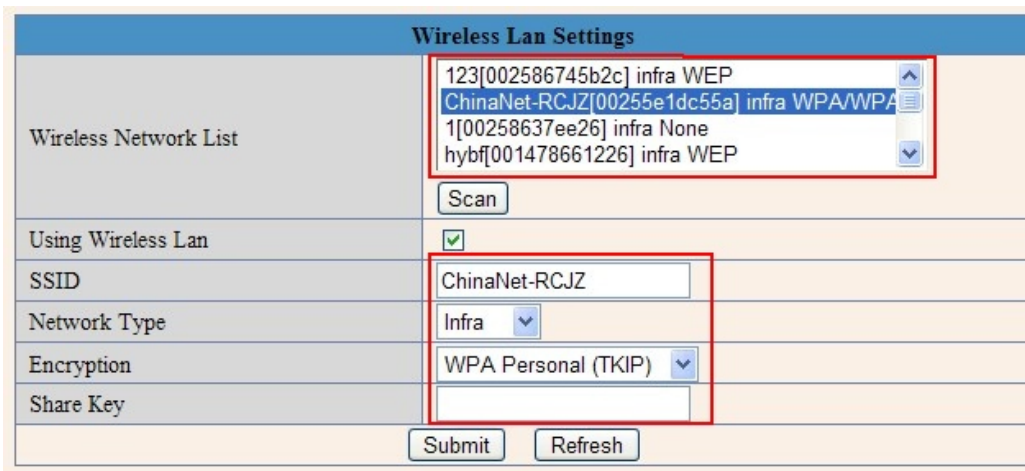 Wireless Lan Settings
Wireless Network List
123[002586745b2c] infra WEP
ChinaNet-RCJZ[00255e1dc55a] infra WPA/WPA
1[00258637ee26] infra None
hybf[001478661226] infra WEP
Scan
Using Wireless Lan
SSID
ChinaNet-RCJZ
Network Type
Infra
Encryption
WPA Personal (TKIP)
Share Key
Submit
Refresh